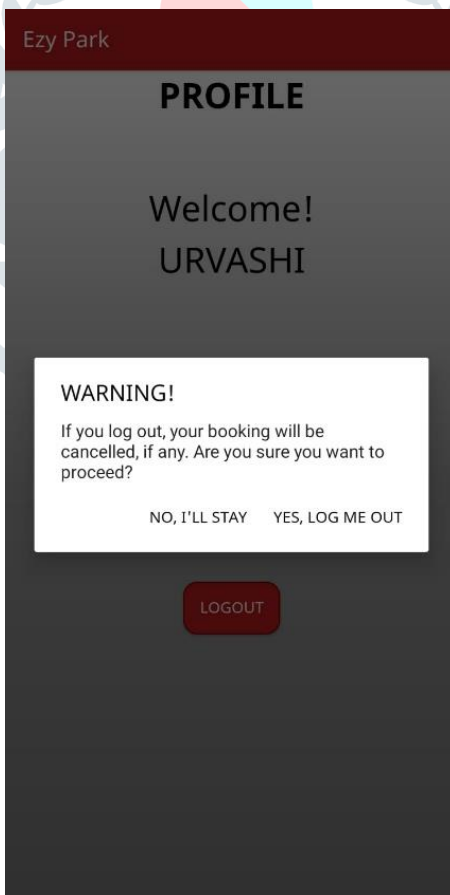 Ezy Park
PROFILE
Welcome!
URVASHI
WARNING!
If you log out, your booking will be
cancelled, if any. Are you sure you want to
proceed?
NO, I'LL STAY YES, LOG ME OUT
LOGOUT